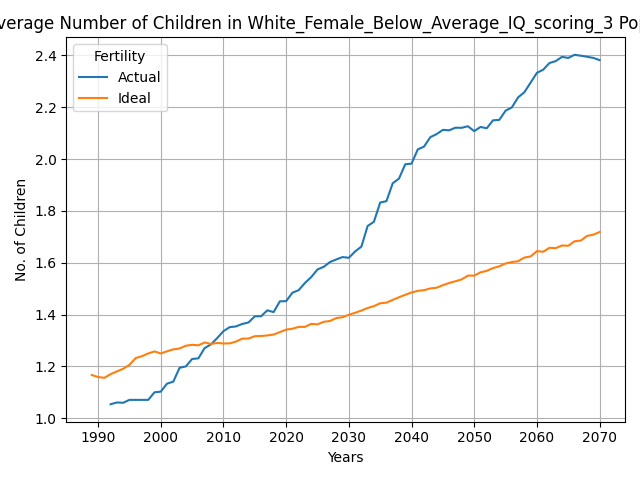 verage Number of Children in White_Female_Below_Average_IQ_scoring_3 Pop
Fertility
Actual
Ideal
No. of Children
2.4
2.2
2.0
1.8
1.6
1.4
1.2
1.0
1990 2000 2010 2020 2030 2040 2050 2060 2070
Years